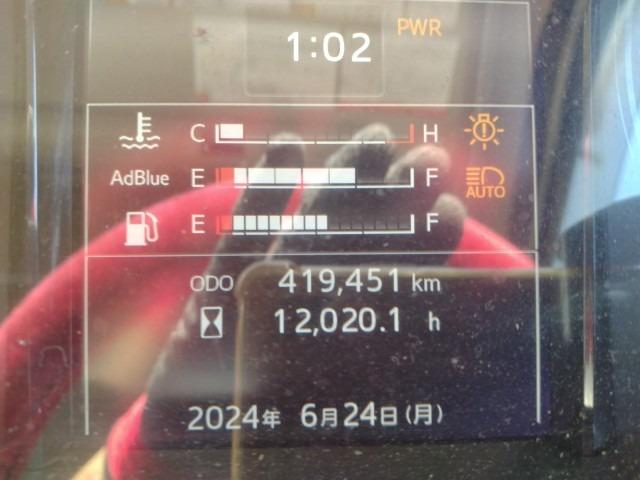 PWR
1:02
C H
AdBlue E F
AUTO
E F
ODO 419,451 km
12,020.1 h
2024年 6月24日(月)